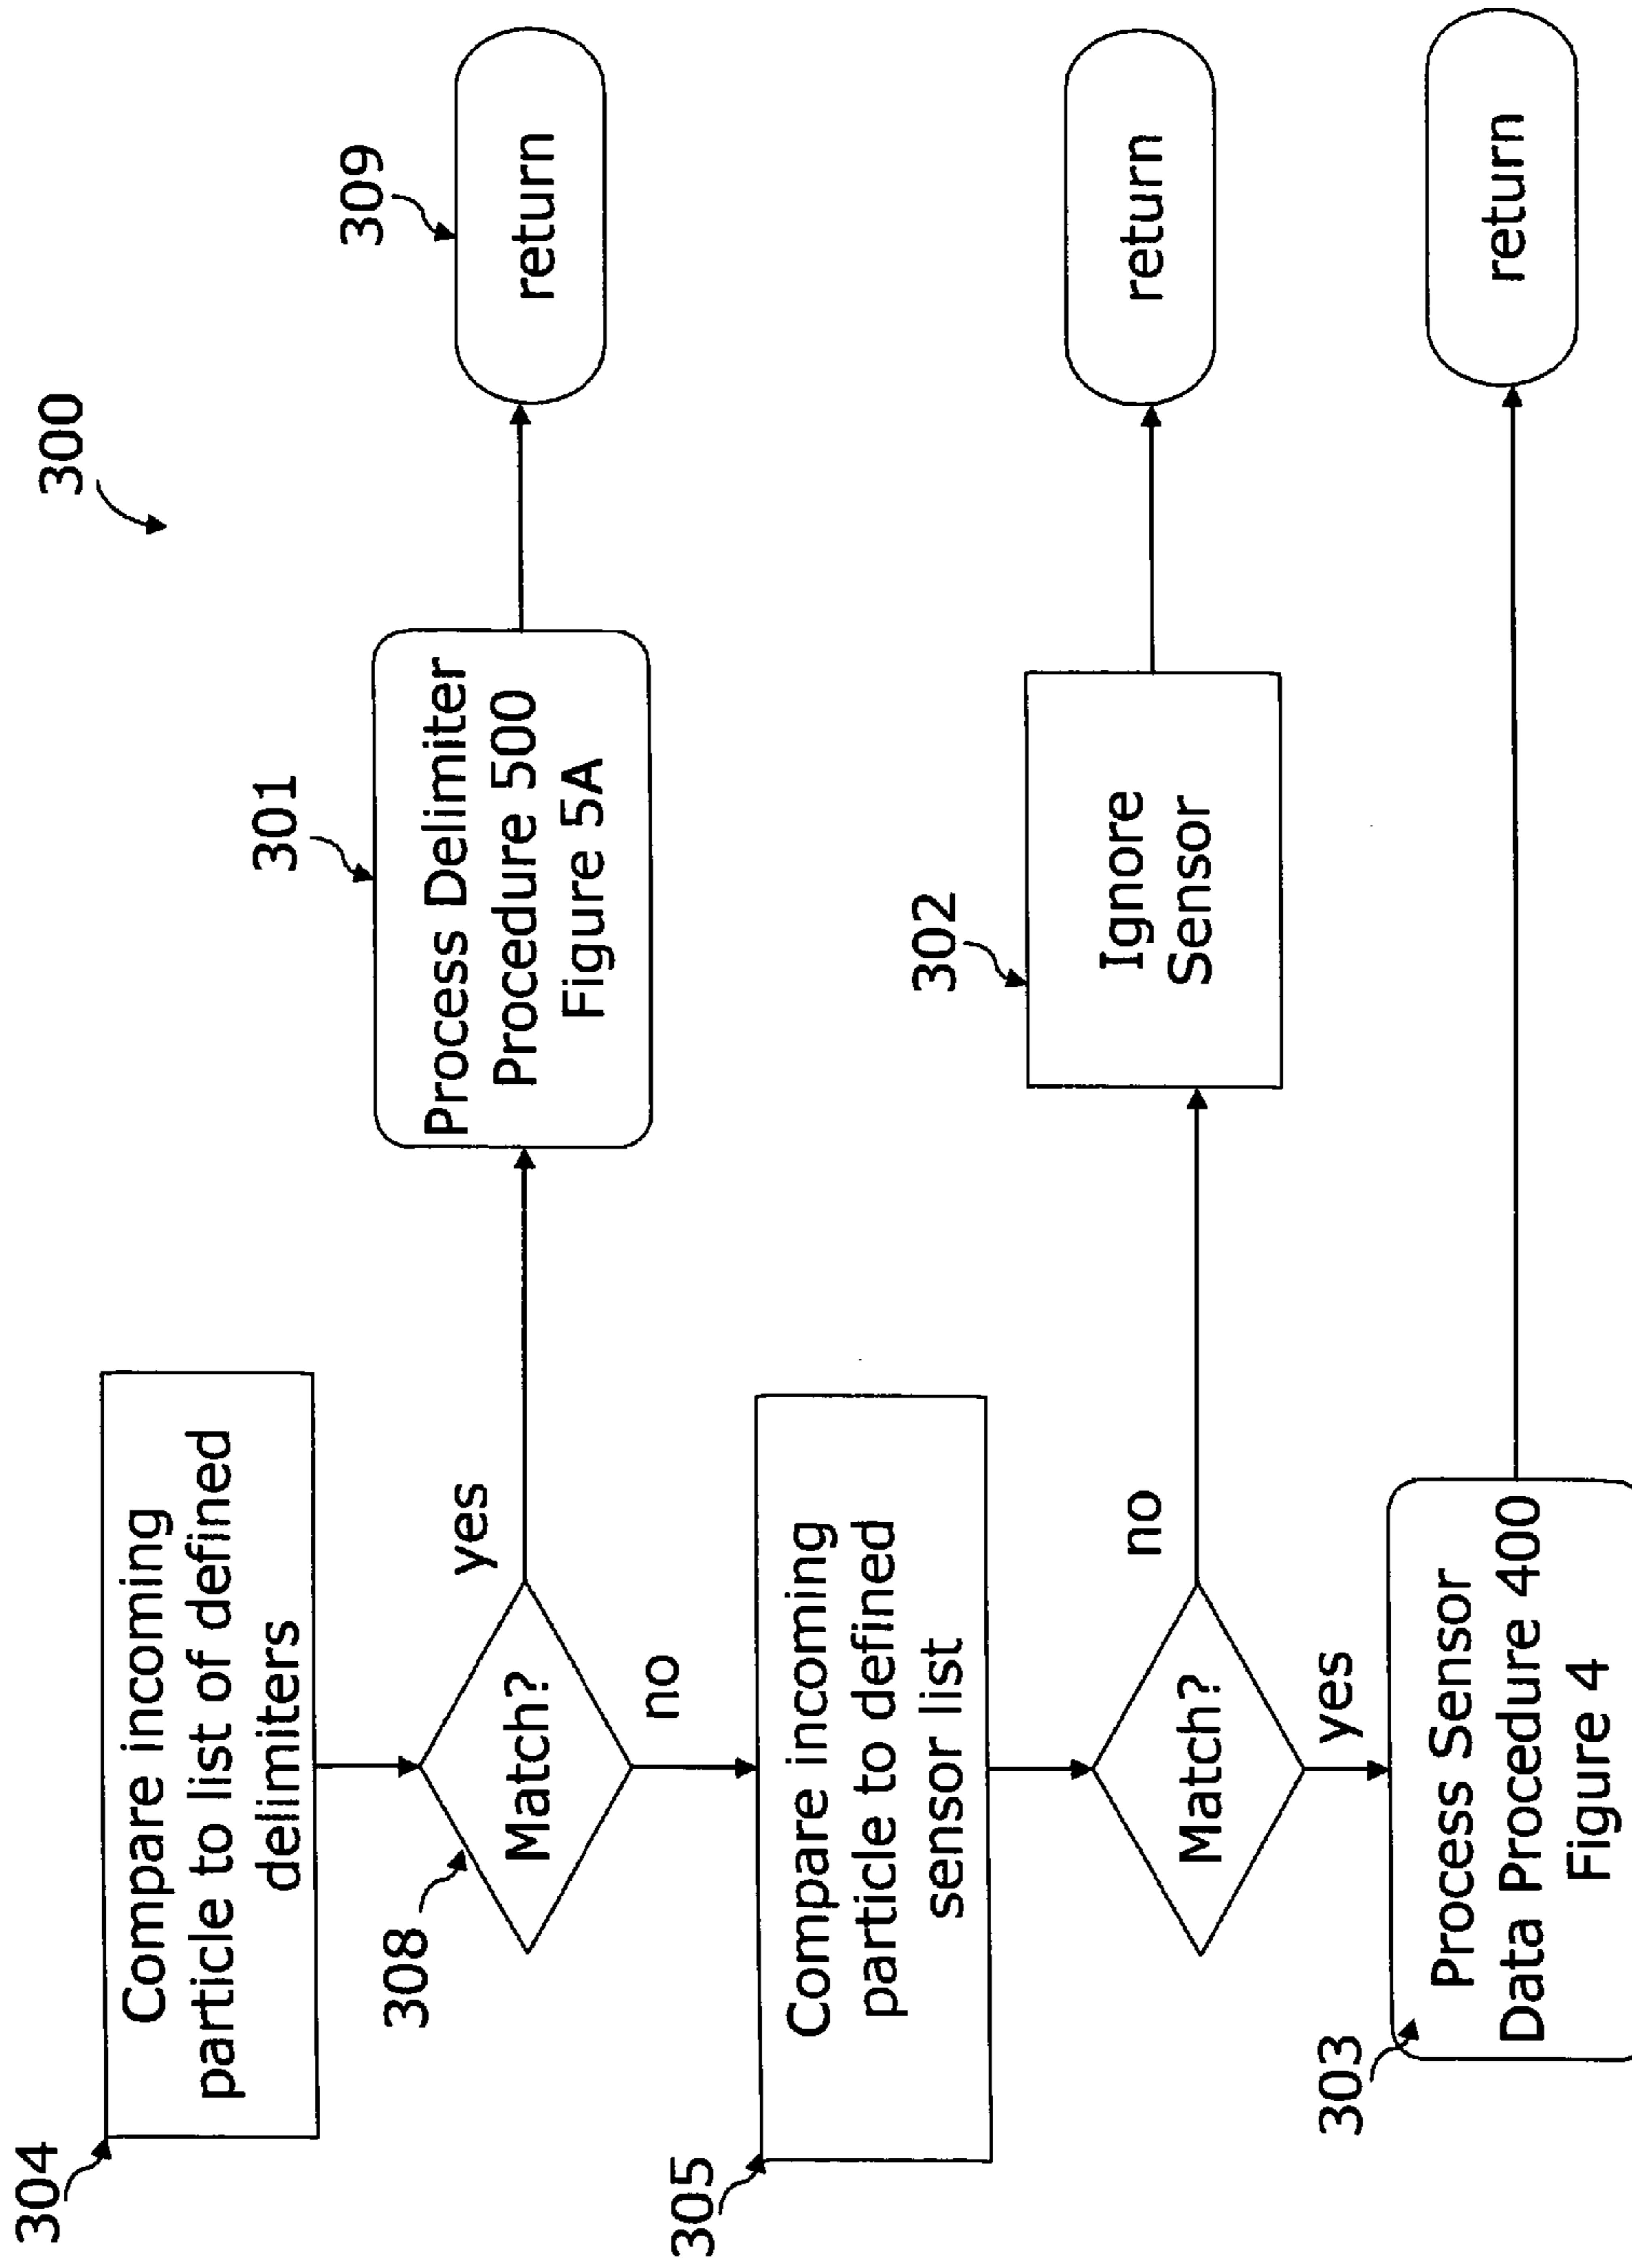 300
304
Compare incoming
particle to list of defined
delimiters
308
Match?
yes
301
Process Delimiter
Procedure 500
Figure 5A
309
return
no
305
Compare incoming
particle to defined
sensor list
Match?
no
302
Ignore
Sensor
return
yes
303
Process Sensor
Data Procedure 400
Figure 4
return